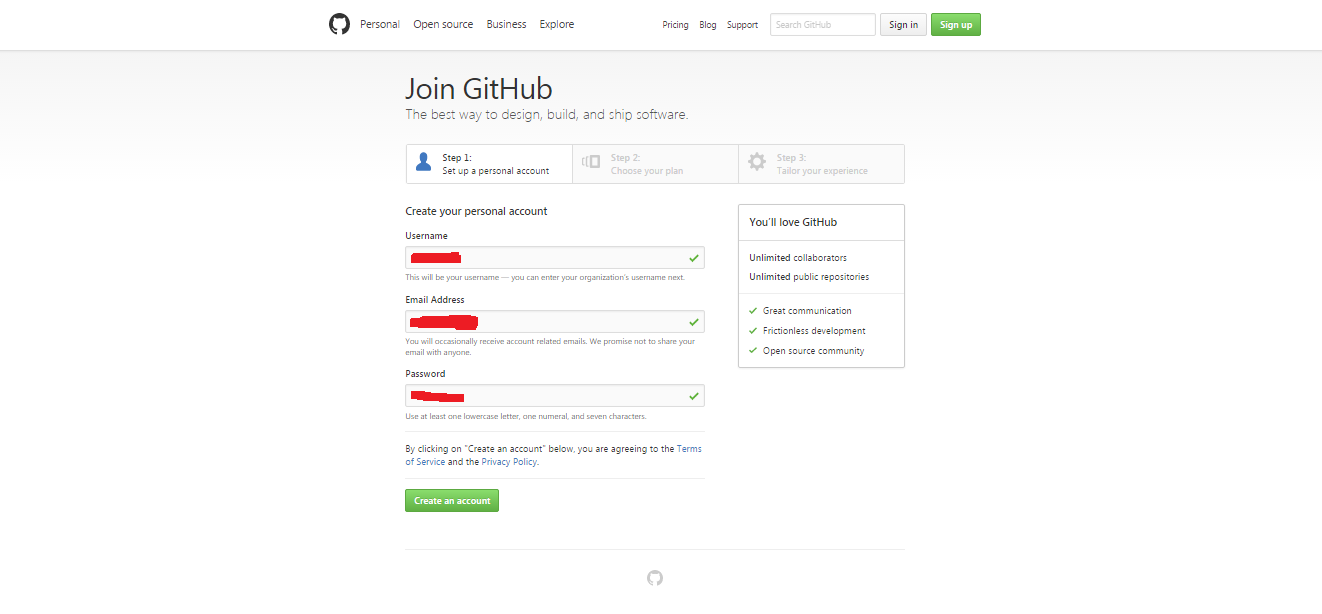 Personal Open source Business Explore Pricing Blog Support Search GitHub Sign in Sign up
Join GitHub
The best way to design, build, and ship software.
Step 1:
Set up a personal account
Step 2:
Choose your plan
Step 3:
Tailor your experience
Create your personal account
Username
This will be your username — you can enter your organization's username next.
Email Address
You will occasionally receive account related emails. We promise not to share your
email with anyone.
Password
Use at least one lowercase letter, one numeral, and seven characters.
By clicking on "Create an account" below, you are agreeing to the Terms
of Service and the Privacy Policy.
Create an account
You'll love GitHub
Unlimited collaborators
Unlimited public repositories
Great communication
Frictionless development
Open source community